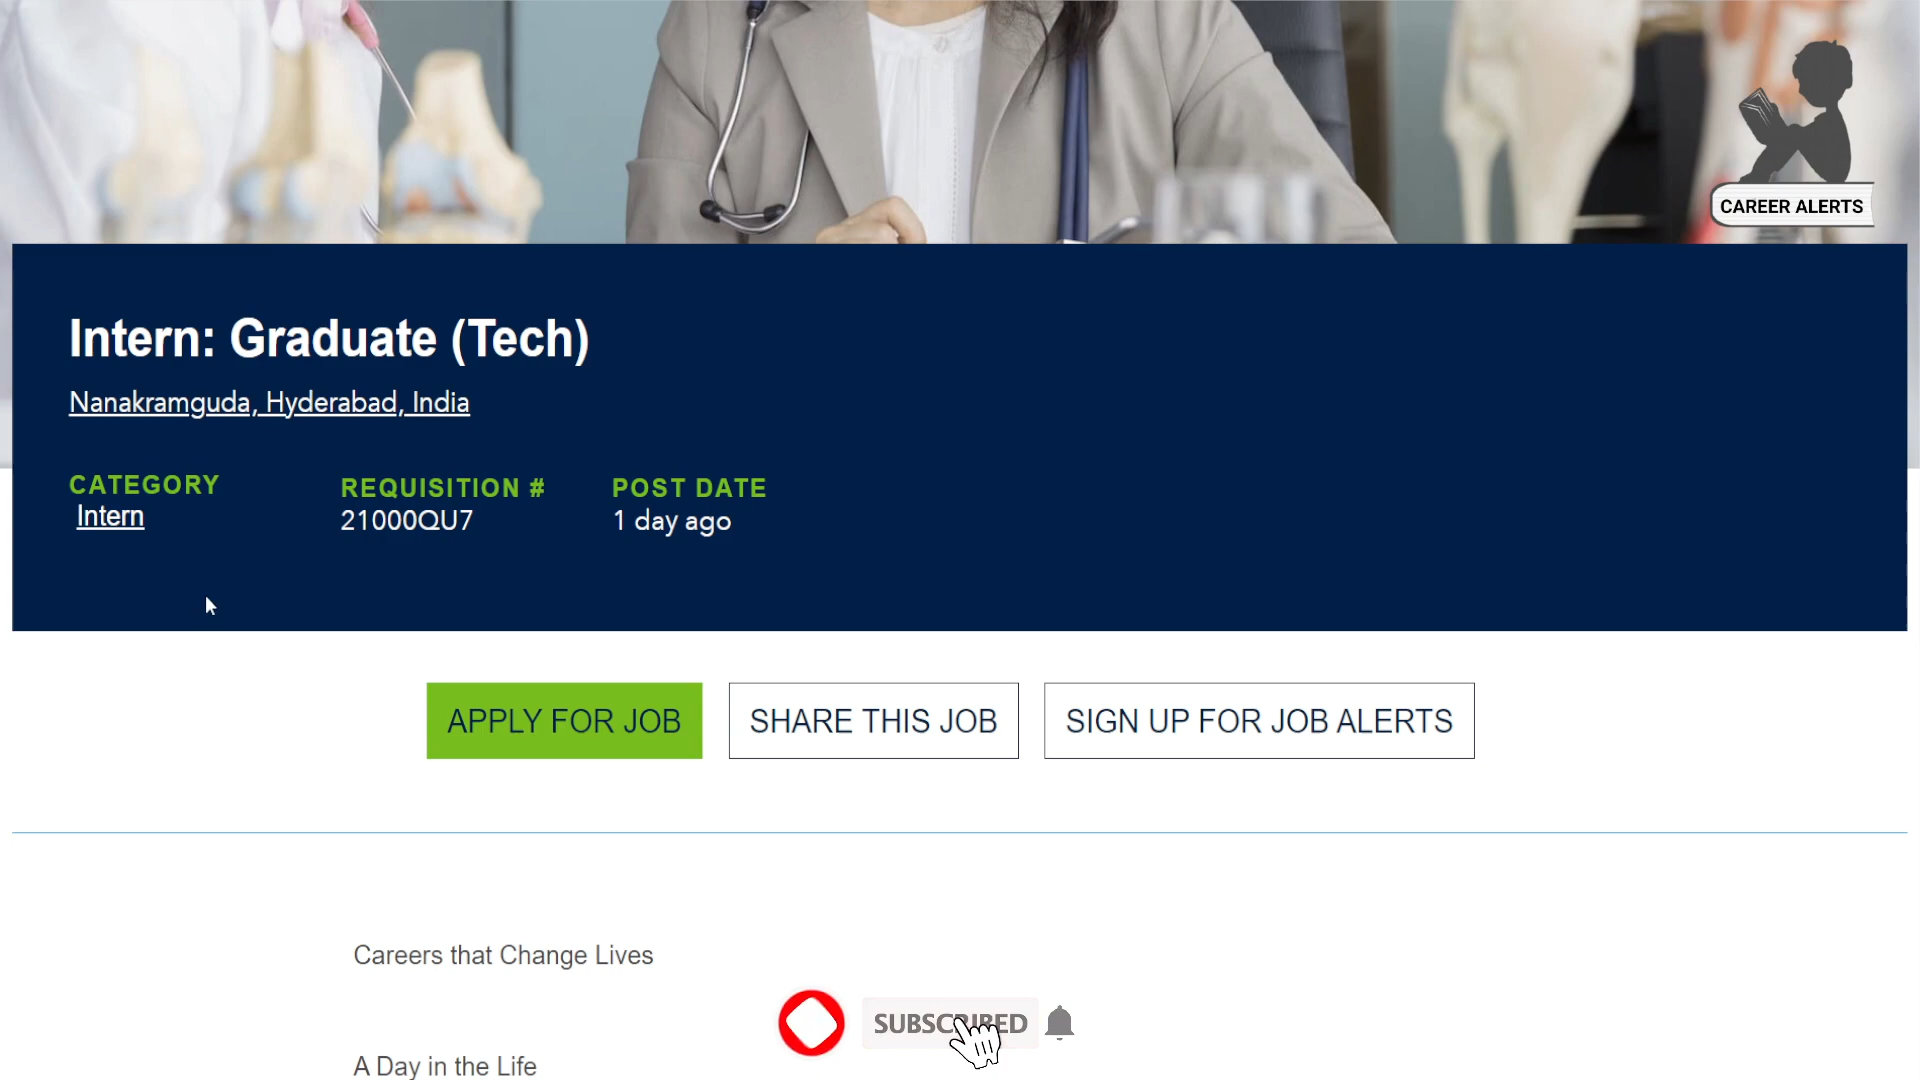 CAREER ALERTS
Intern: Graduate (Tech)
Nanakramguda, Hyderabad, India
CATEGORY
Intern
REQUISITION #
21000QU7
POST DATE
1 day ago
APPLY FOR JOB
SHARE THIS JOB
SIGN UP FOR JOB ALERTS
Careers that Change Lives
SUBSCRIBED
A Day in the Life